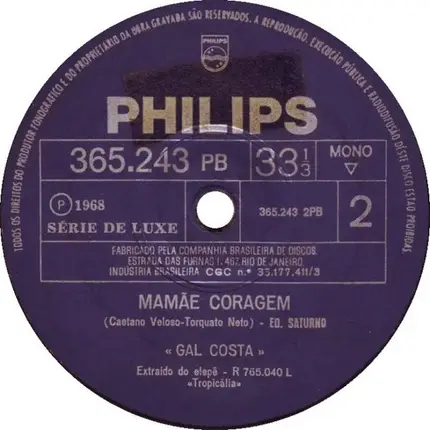 TODOS OS DIREITOS DO PRODUTOR FONOGRAFICO E DO PROPRIETARIO DA OBRA GRAVADA SÃO RESERVADOS. A REPRODUÇÃO, EXECUÇÃO PÚBLICA E RADIODIFUSÃO DÊSTE DISCO ESTÃO PROIBIDAS.
PHILIPS
PHILIPS
365.243 PB 33 1/3 MONO
℗ 1968 365.243 2PB 2
SÉRIE DE LUXE
FABRICADO PELA COMPANHIA BRASILEIRA DE DISCOS.
ESTRADA DAS FURNAS 1.467, RIO DE JANEIRO.
INDÚSTRIA BRASILEIRA CGC n.º 33.177.411/3
MAMÃE CORAGEM
(Caetano Veloso-Torquato Neto) - ED. SATURNO
« GAL COSTA »
Extraído do elepê - R 765.040 L
«Tropicália»